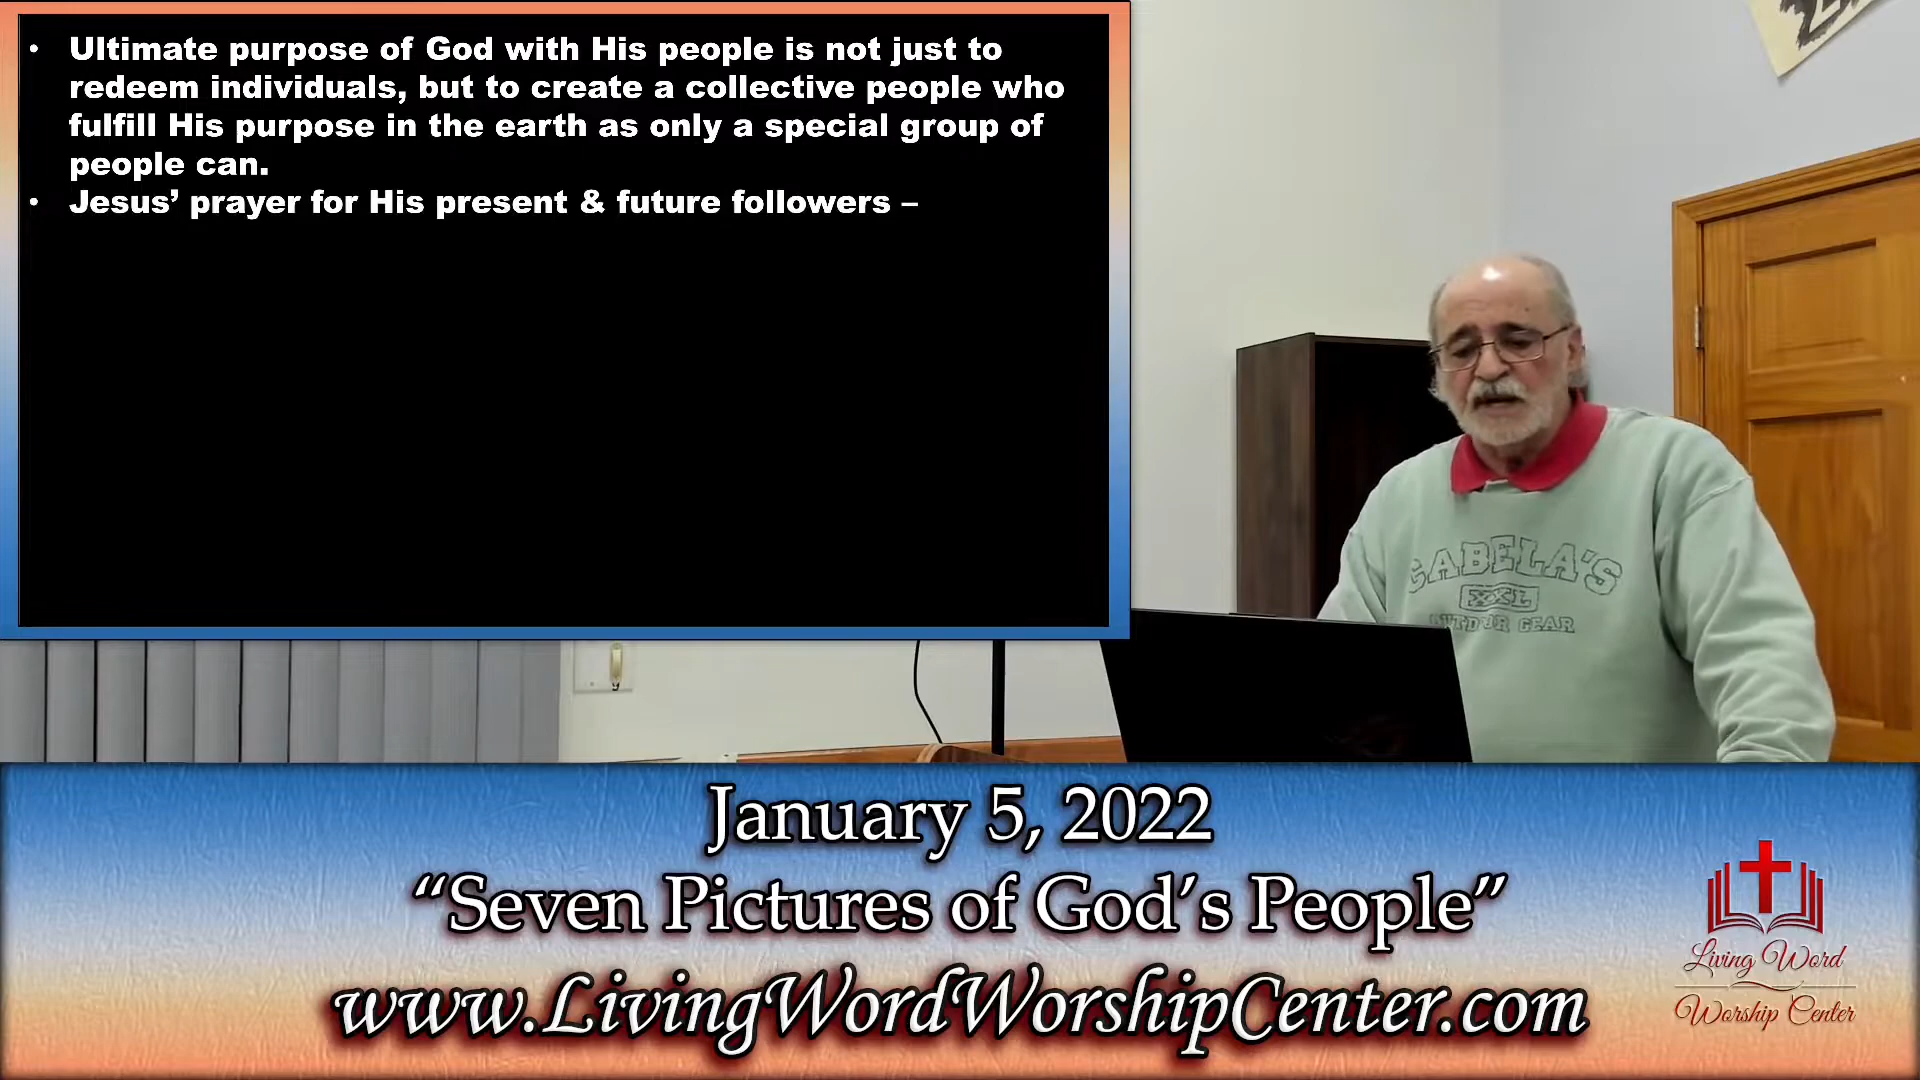 • Ultimate purpose of God with His people is not just to
redeem individuals, but to create a collective people who
fulfill His purpose in the earth as only a special group of
people can.
• Jesus’ prayer for His present & future followers –
CABELA'S
XXL
OUTDOOR GEAR
January 5, 2022
“Seven Pictures of God’s People”
www.LivingWordWorshipCenter.com
Living Word
Worship Center